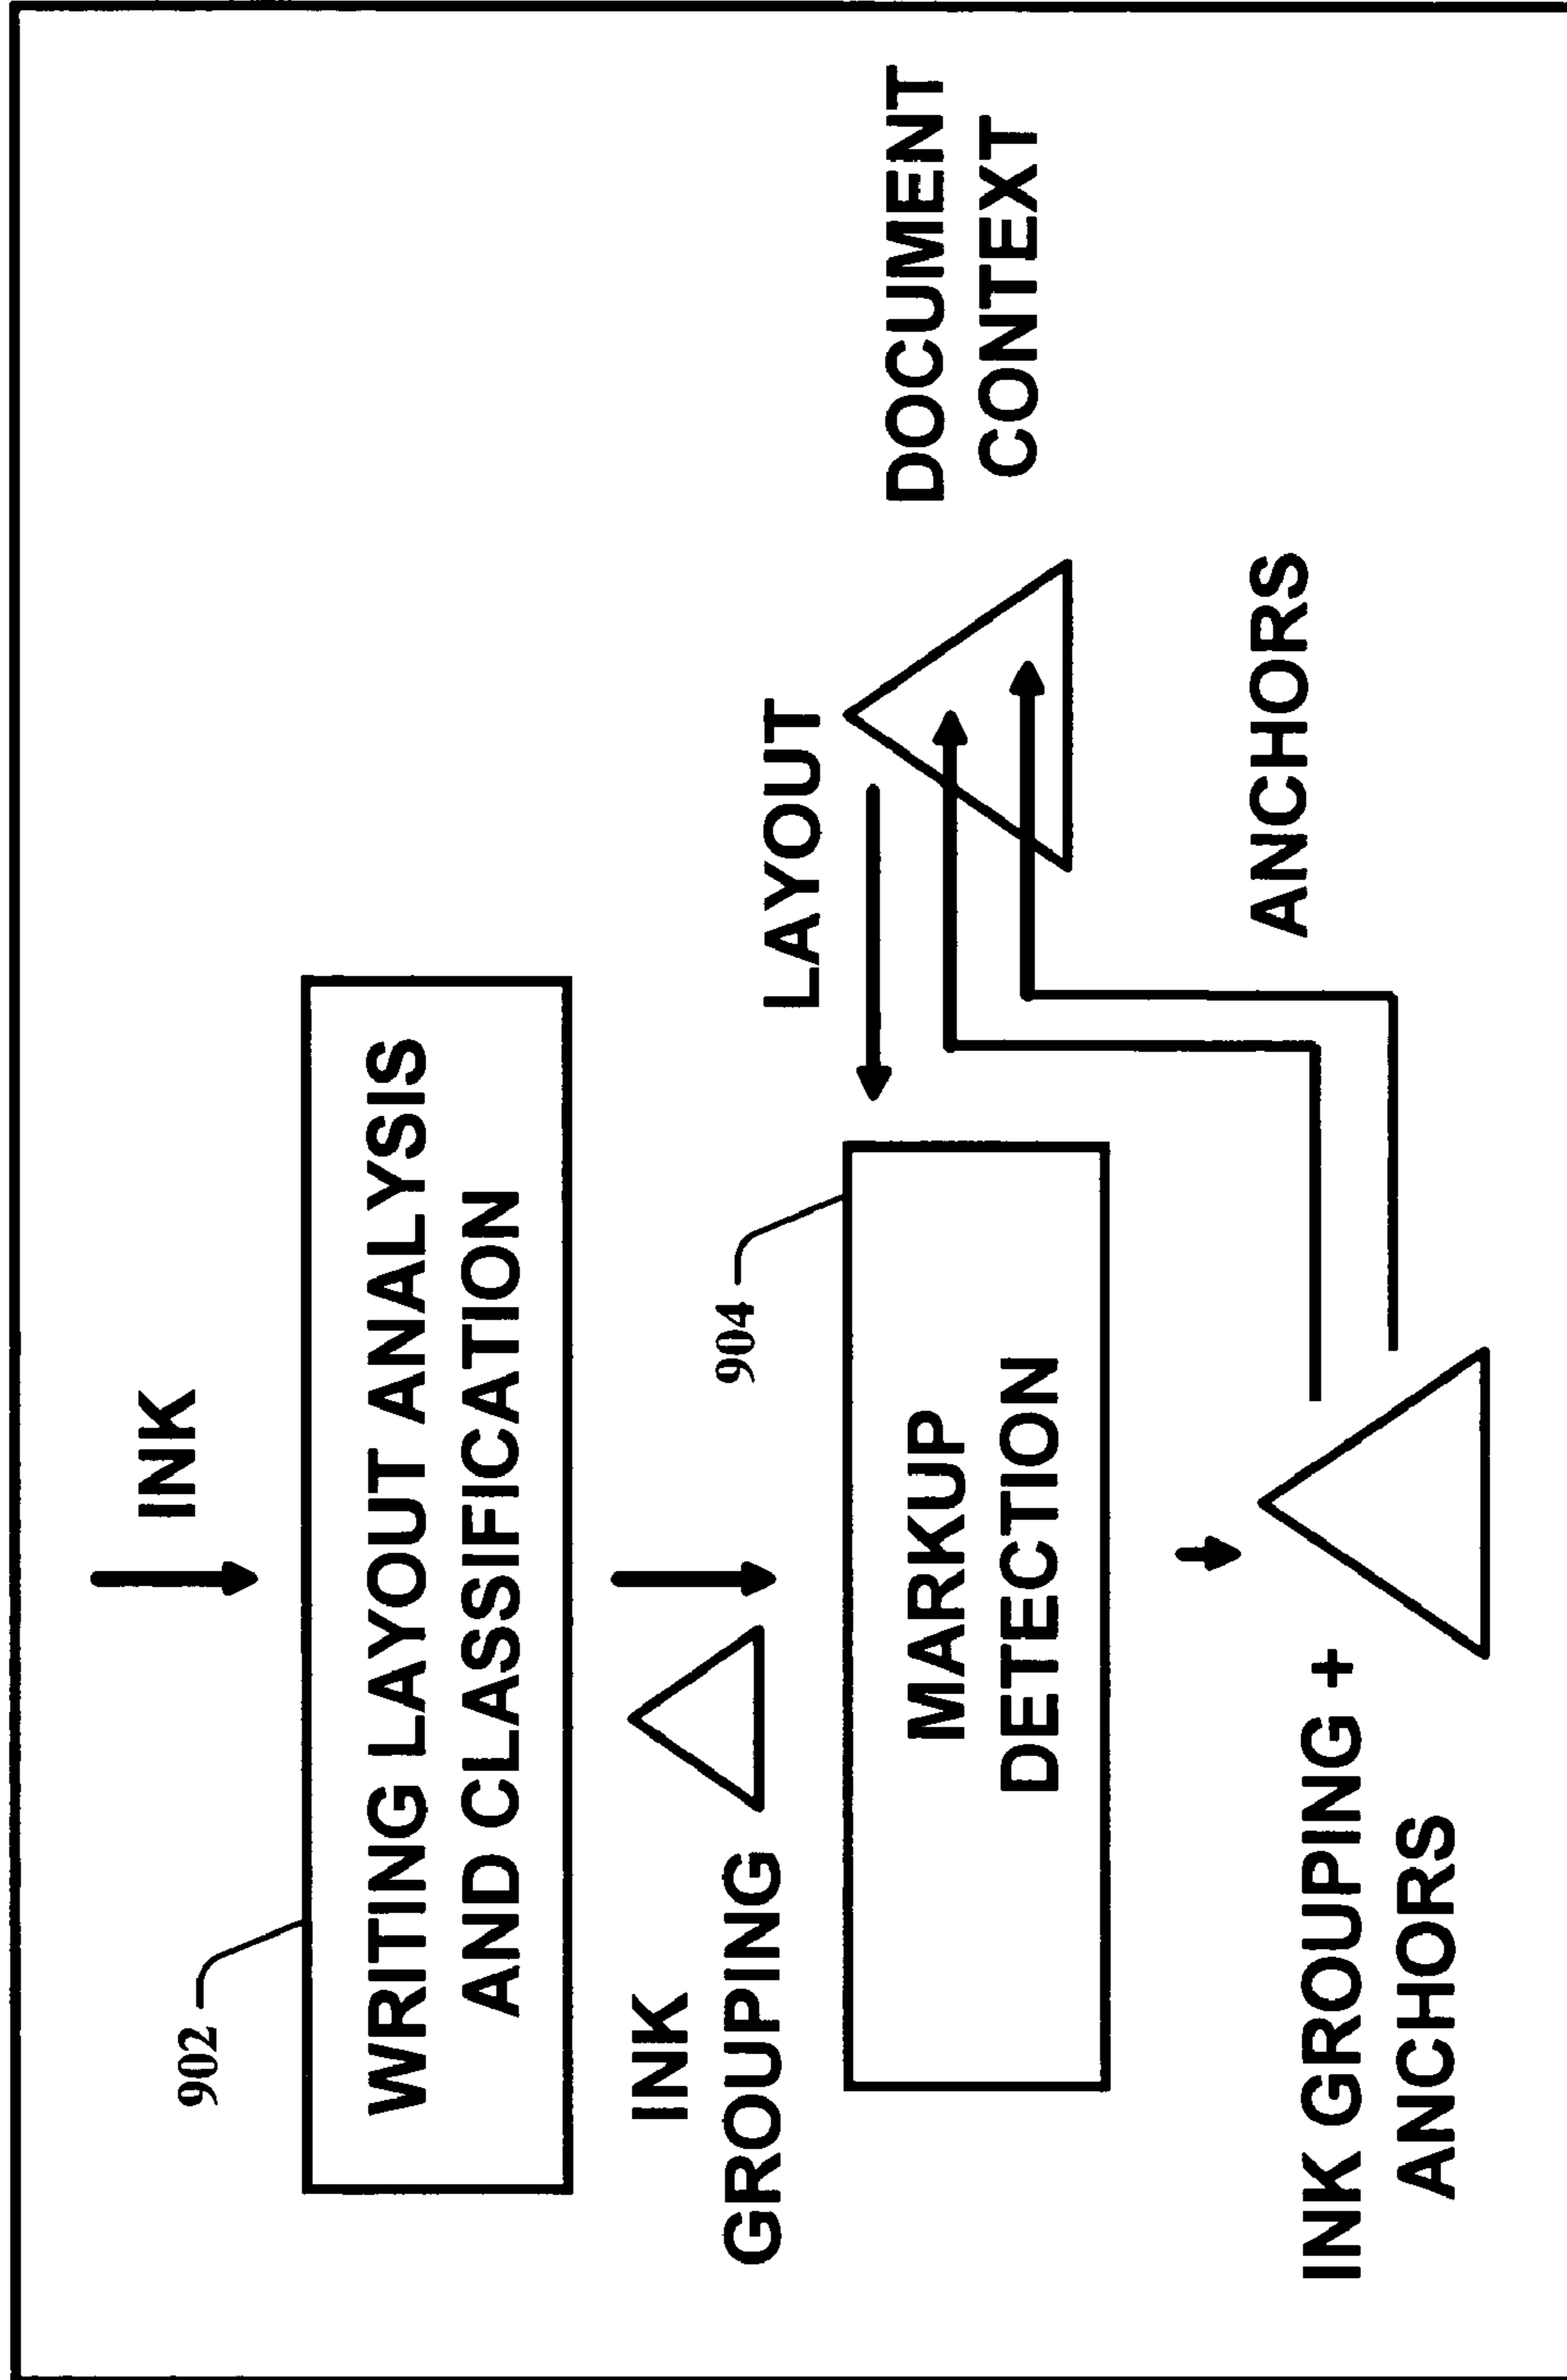 INK
902
WRITING LAYOUT ANALYSIS
AND CLASSIFICATION
INK
GROUPING
904
LAYOUT
MARKUP
DETECTION
DOCUMENT
CONTEXT
INK GROUPING +
ANCHORS
ANCHORS